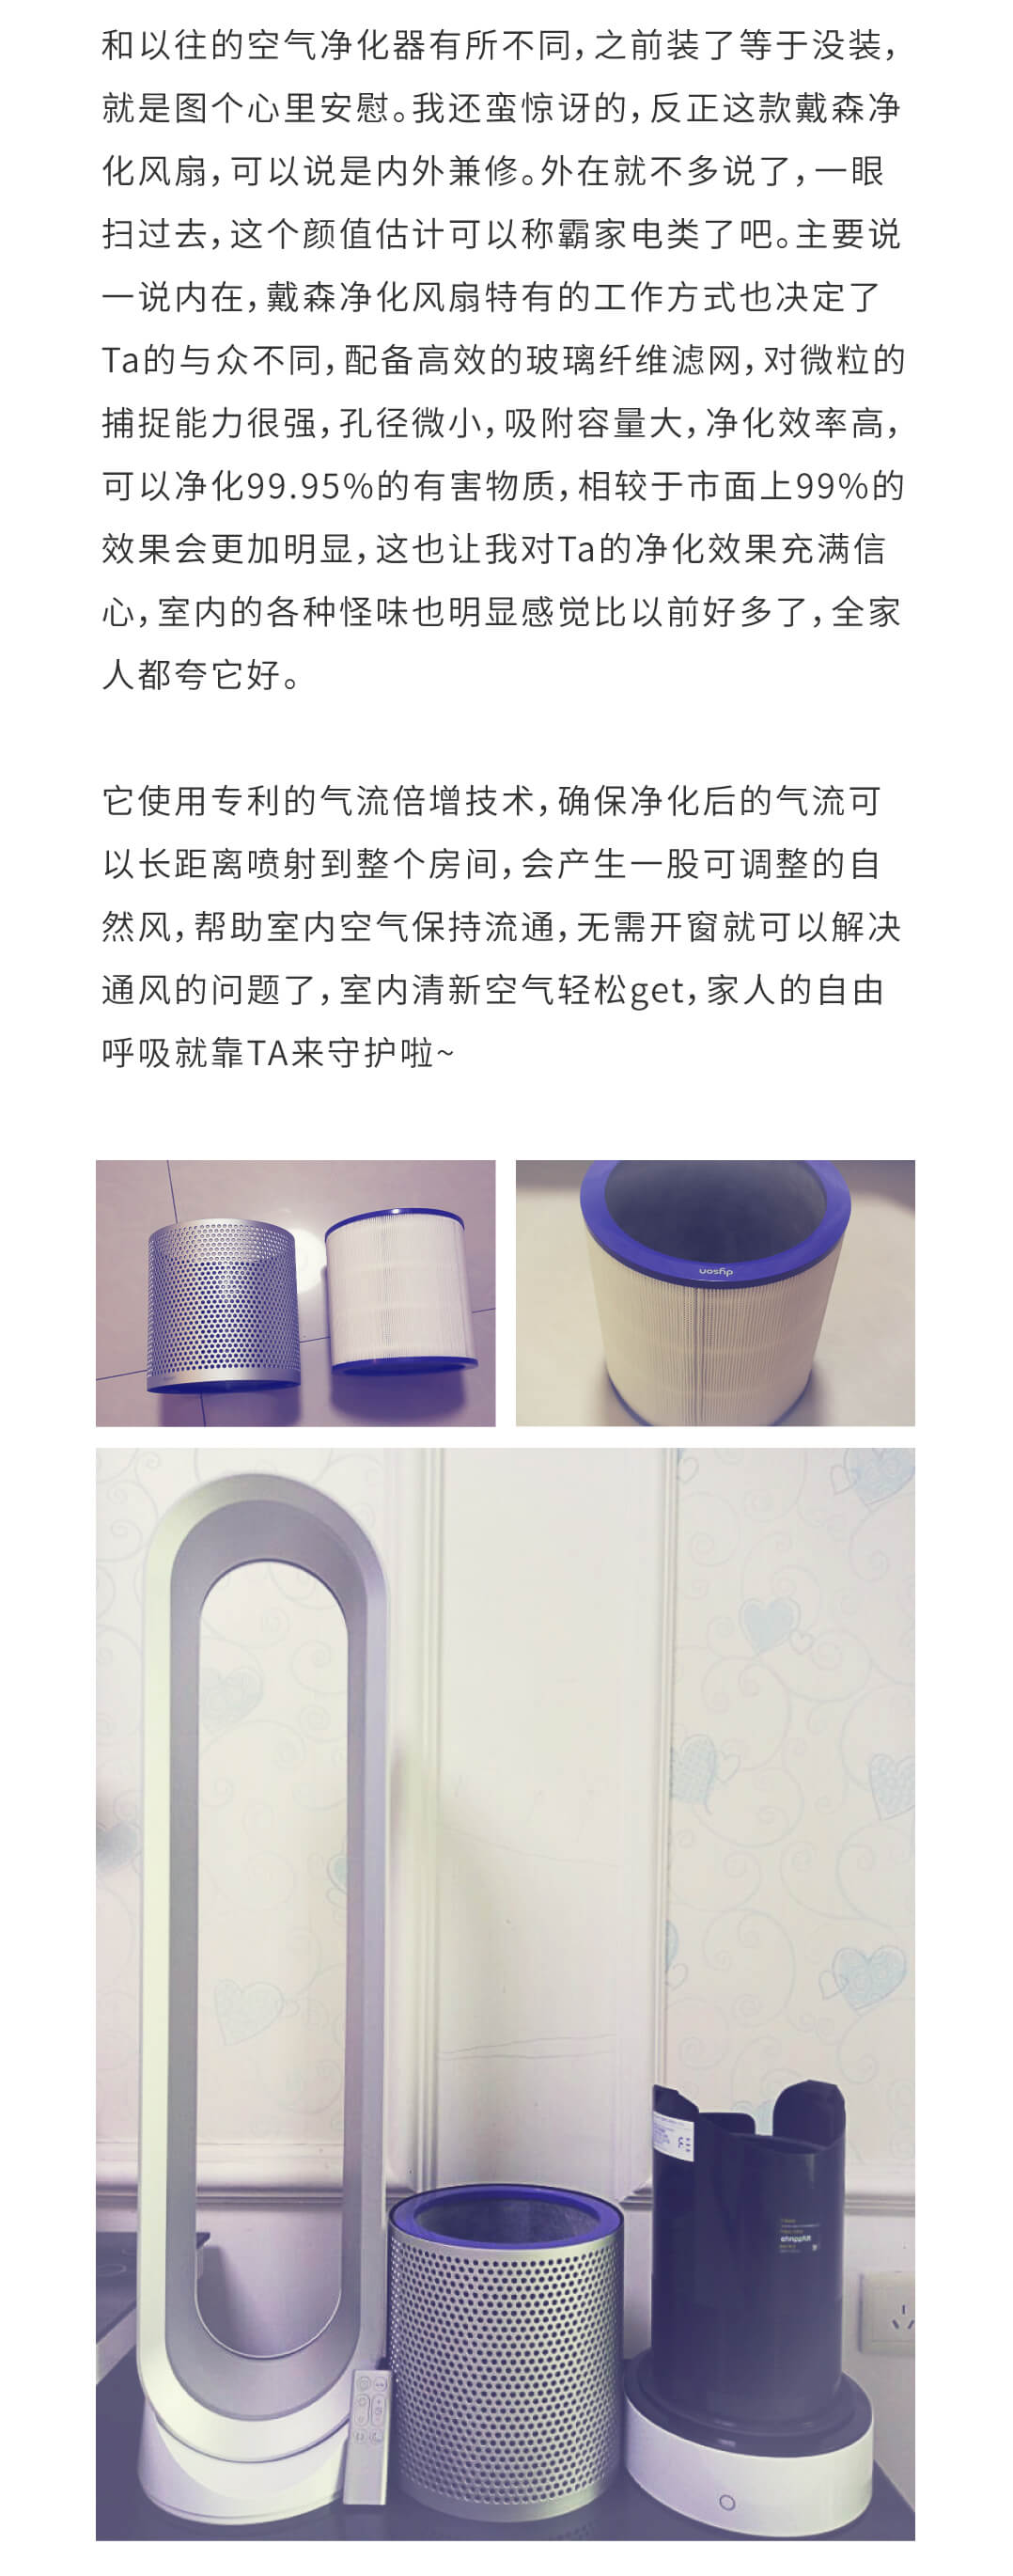 和以往的空气净化器有所不同，之前装了等于没装，
就是图个心里安慰。我还蛮惊讶的，反正这款戴森净
化风扇，可以说是内外兼修。外在就不多说了，一眼
扫过去，这个颜值估计可以称霸家电类了吧。主要说
一说内在，戴森净化风扇特有的工作方式也决定了
Ta的与众不同，配备高效的玻璃纤维滤网，对微粒的
捕捉能力很强，孔径微小，吸附容量大，净化效率高，
可以净化99.95%的有害物质，相较于市面上99%的
效果会更加明显，这也让我对Ta的净化效果充满信
心，室内的各种怪味也明显感觉比以前好多了，全家
人都夸它好。
它使用专利的气流倍增技术，确保净化后的气流可
以长距离喷射到整个房间，会产生一股可调整的自
然风，帮助室内空气保持流通，无需开窗就可以解决
通风的问题了，室内清新空气轻松get，家人的自由
呼吸就靠TA来守护啦~
dyson